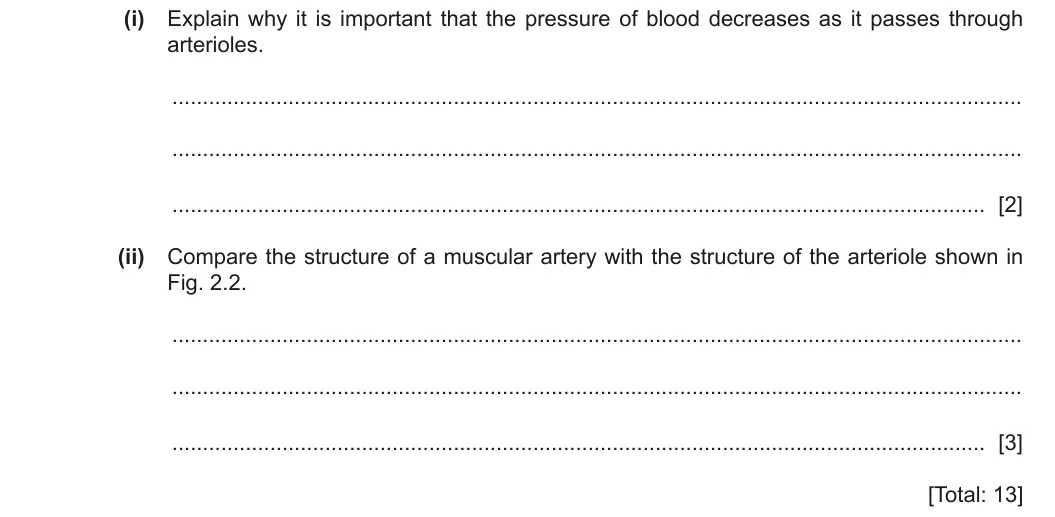 (i) Explain why it is important that the pressure of blood decreases as it passes through
arterioles.
..........................................................................................................................................
..........................................................................................................................................
.................................................................................................................................... [2]
(ii) Compare the structure of a muscular artery with the structure of the arteriole shown in
Fig. 2.2.
..........................................................................................................................................
..........................................................................................................................................
.................................................................................................................................... [3]
[Total: 13]